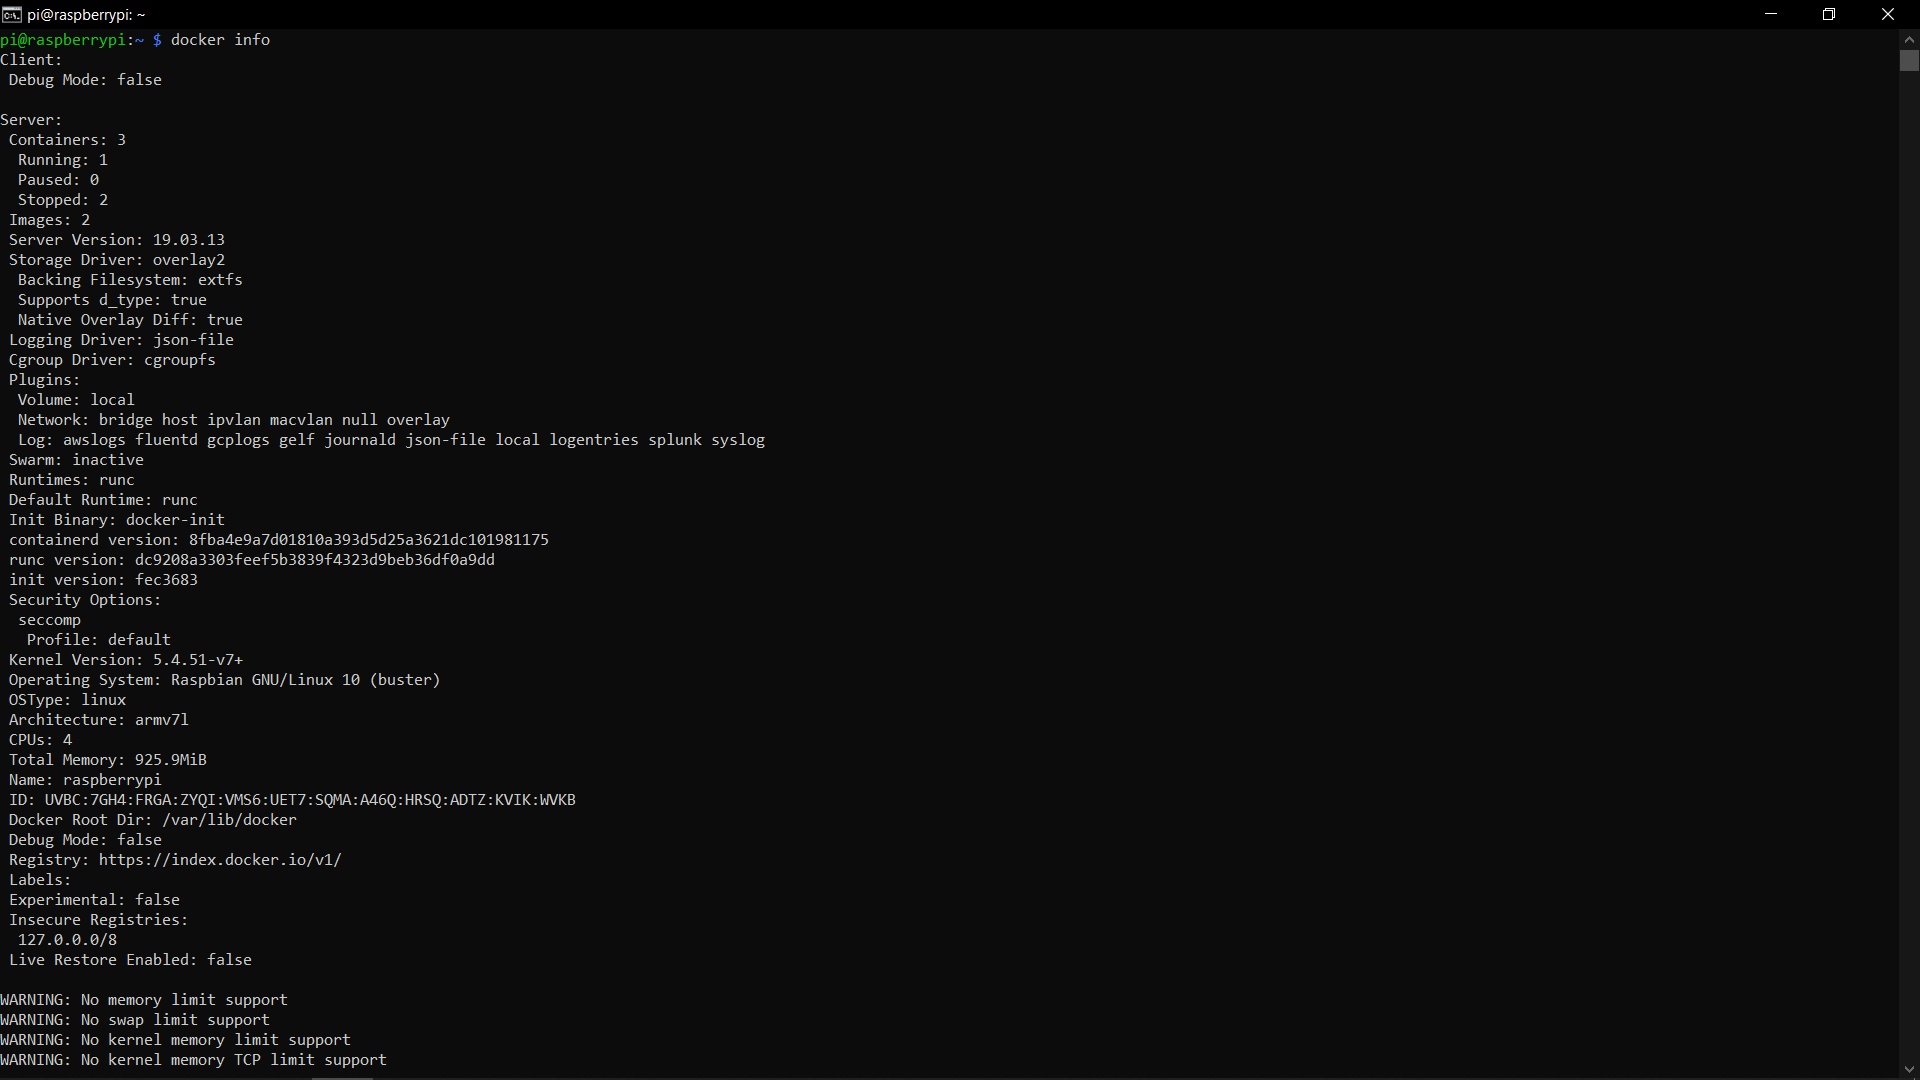 pi@raspberrypi: ~
pi@raspberrypi:~ $ docker info
Client:
 Debug Mode: false

Server:
 Containers: 3
  Running: 1
  Paused: 0
  Stopped: 2
 Images: 2
 Server Version: 19.03.13
 Storage Driver: overlay2
  Backing Filesystem: extfs
  Supports d_type: true
  Native Overlay Diff: true
 Logging Driver: json-file
 Cgroup Driver: cgroupfs
 Plugins:
  Volume: local
  Network: bridge host ipvlan macvlan null overlay
  Log: awslogs fluentd gcplogs gelf journald json-file local logentries splunk syslog
 Swarm: inactive
 Runtimes: runc
 Default Runtime: runc
 Init Binary: docker-init
 containerd version: 8fba4e9a7d01810a393d5d25a3621dc101981175
 runc version: dc9208a3303feef5b3839f4323d9beb36df0a9dd
 init version: fec3683
 Security Options:
  seccomp
   Profile: default
 Kernel Version: 5.4.51-v7+
 Operating System: Raspbian GNU/Linux 10 (buster)
 OSType: linux
 Architecture: armv7l
 CPUs: 4
 Total Memory: 925.9MiB
 Name: raspberrypi
 ID: UVBC:7GH4:FRGA:ZYQI:VMS6:UET7:SQMA:A46Q:HRSQ:ADTZ:KVIK:WVKB
 Docker Root Dir: /var/lib/docker
 Debug Mode: false
 Registry: https://index.docker.io/v1/
 Labels:
 Experimental: false
 Insecure Registries:
  127.0.0.0/8
 Live Restore Enabled: false

WARNING: No memory limit support
WARNING: No swap limit support
WARNING: No kernel memory limit support
WARNING: No kernel memory TCP limit support